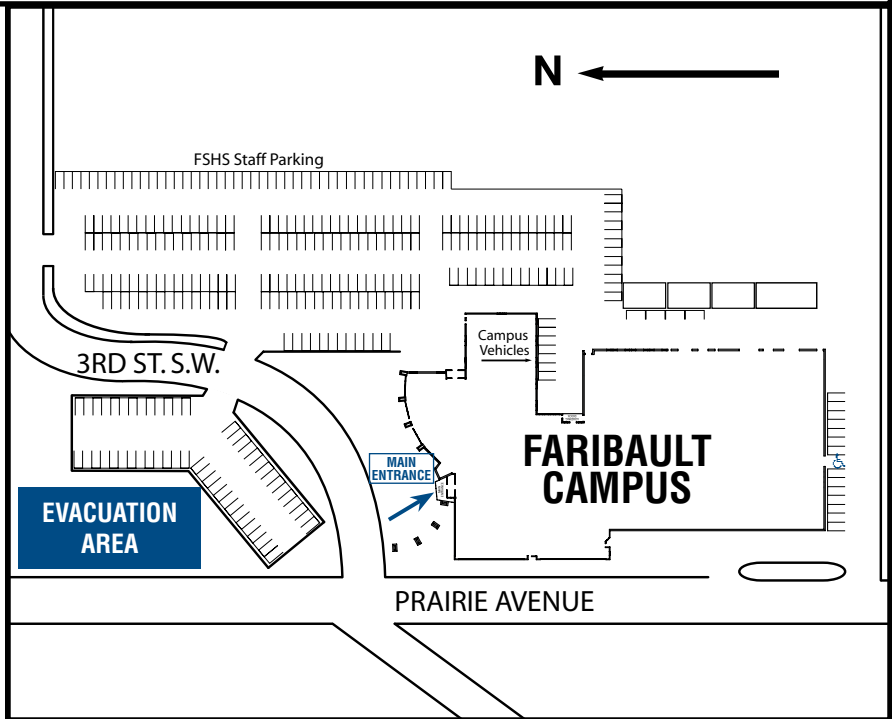 N
FSHS Staff Parking
Campus
Vehicles
3RD ST. S.W.
MAIN
ENTRANCE
FARIBAULT
CAMPUS
EVACUATION
AREA
PRAIRIE AVENUE